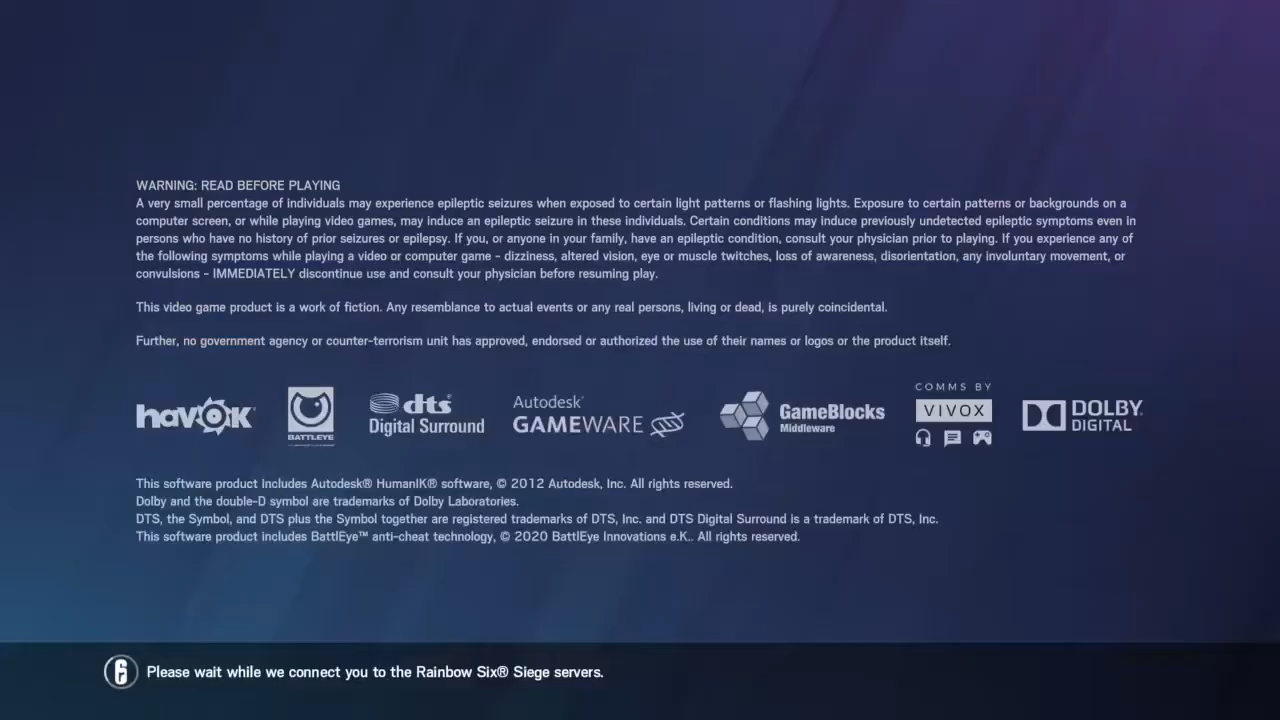 WARNING: READ BEFORE PLAYING
A very small percentage of individuals may experience epileptic seizures when exposed to certain light patterns or flashing lights. Exposure to certain patterns or backgrounds on a
computer screen, or while playing video games, may induce an epileptic seizure in these individuals. Certain conditions may induce previously undetected epileptic symptoms even in
persons who have no history of prior seizures or epilepsy. If you, or anyone in your family, have an epileptic condition, consult your physician prior to playing. If you experience any of
the following symptoms while playing a video or computer game - dizziness, altered vision, eye or muscle twitches, loss of awareness, disorientation, any involuntary movement, or
convulsions - IMMEDIATELY discontinue use and consult your physician before resuming play.
This video game product is a work of fiction. Any resemblance to actual events or any real persons, living or dead, is purely coincidental.
Further, no government agency or counter-terrorism unit has approved, endorsed or authorized the use of their names or logos or the product itself.
havok
BATTLEYE
dts
Digital Surround
Autodesk
GAMEWARE
GameBlocks
Middleware
COMMS BY
VIVOX
DOLBY
DIGITAL
This software product includes Autodesk® HumanIK® software, © 2012 Autodesk, Inc. All rights reserved.
Dolby and the double-D symbol are trademarks of Dolby Laboratories.
DTS, the Symbol, and DTS plus the Symbol together are registered trademarks of DTS, Inc. and DTS Digital Surround is a trademark of DTS, Inc.
This software product includes BattlEye™ anti-cheat technology, © 2020 BattlEye Innovations e.K.. All rights reserved.
6 Please wait while we connect you to the Rainbow Six® Siege servers.